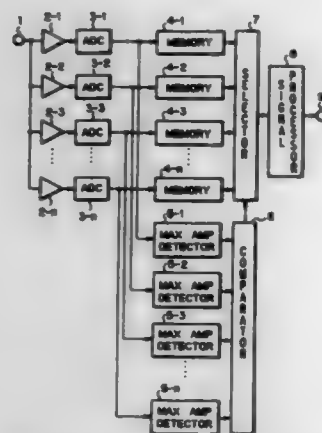 1
2-1
3-1
ADC
4-1
MEMORY
7
SELECTOR
SIGNAL PROCESSOR
2-2
3-2
ADC
4-2
MEMORY
2-3
3-3
ADC
4-3
MEMORY
2-n
ADC
3-n
4-n
MEMORY
5-1
MAX AMP
DETECTOR
COMPARATOR
5-2
MAX AMP
DETECTOR
5-3
MAX AMP
DETECTOR
5-n
MAX AMP
DETECTOR